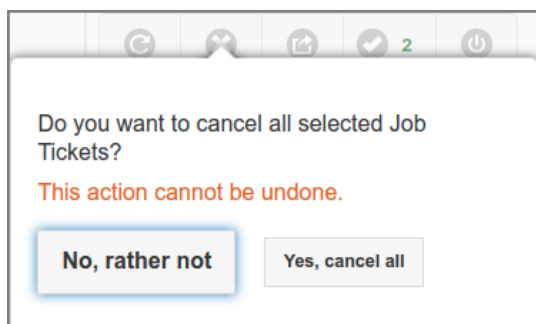 2
Do you want to cancel all selected Job
Tickets?
This action cannot be undone.
No, rather not
Yes, cancel all